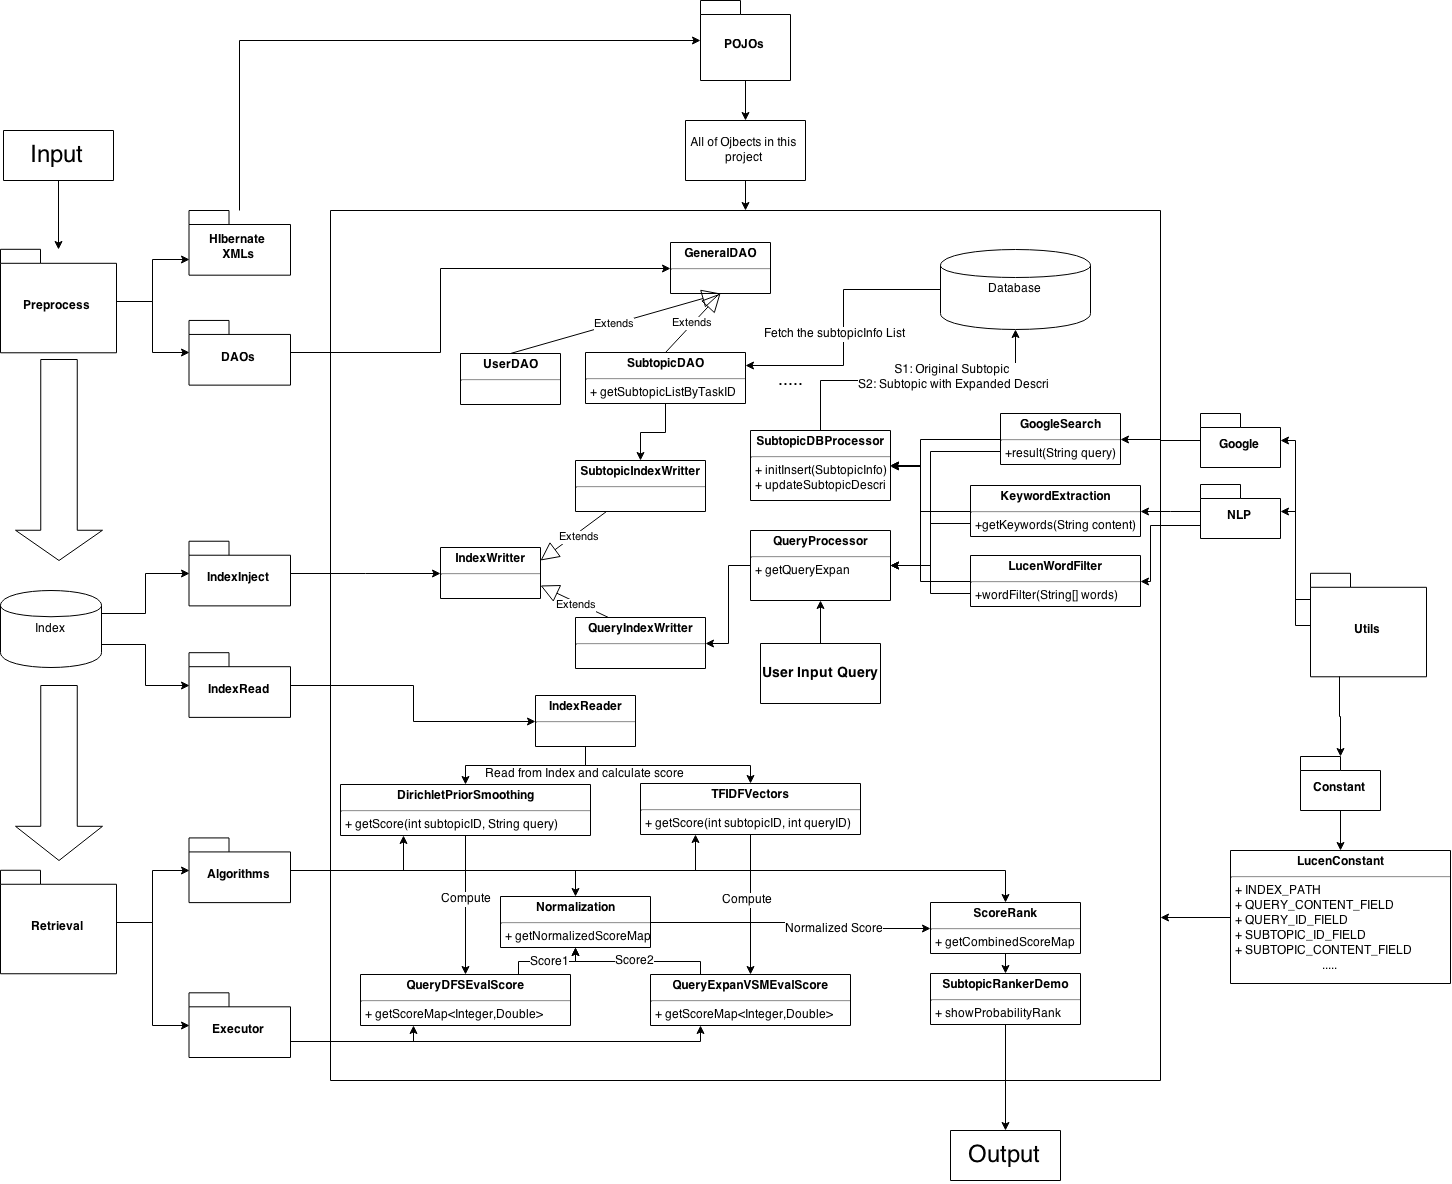 POJOs
All of Ojbects in this
project
Input
HIbernate
XMLs
Preprocess
DAOs
GeneralDAO
Extends
Extends
UserDAO
SubtopicDAO
+ getSubtopicListByTaskID
Database
Fetch the subtopicInfo List
.....
S1: Original Subtopic
S2: Subtopic with Expanded Descri
SubtopicDBProcessor
+ initInsert(SubtopicInfo)
+ updateSubtopicDescri
GoogleSearch
+result(String query)
Google
SubtopicIndexWritter
KeywordExtraction
+getKeywords(String content)
NLP
Extends
IndexWritter
QueryProcessor
+ getQueryExpan
LucenWordFilter
+wordFilter(String[] words)
IndexInject
Extends
QueryIndexWritter
Index
Utils
User Input Query
IndexRead
IndexReader
Read from Index and calculate score
DirichletPriorSmoothing
+ getScore(int subtopicID, String query)
TFIDFVectors
+ getScore(int subtopicID, int queryID)
Constant
LucenConstant
+ INDEX_PATH
+ QUERY_CONTENT_FIELD
+ QUERY_ID_FIELD
+ SUBTOPIC_ID_FIELD
+ SUBTOPIC_CONTENT_FIELD
.....
Algorithms
Compute
Compute
Normalization
+ getNormalizedScoreMap
Normalized Score
ScoreRank
+ getCombinedScoreMap
Retrieval
Score1
Score2
QueryDFSEvalScore
+ getScoreMap<Integer,Double>
QueryExpanVSMEvalScore
+ getScoreMap<Integer,Double>
SubtopicRankerDemo
+ showProbabilityRank
Executor
Output